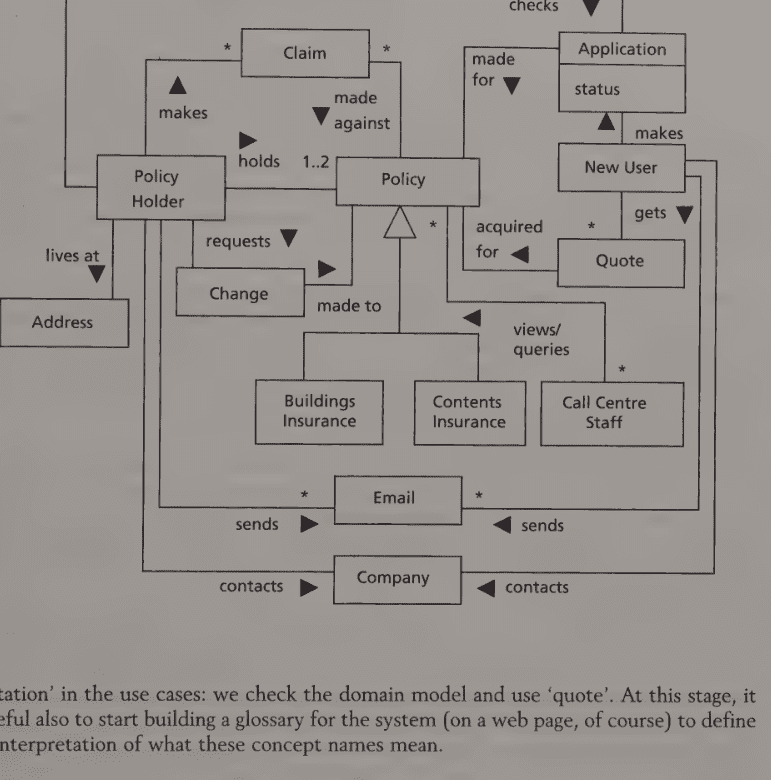 checks
* Claim *
Application
made
for
status
made
against
makes
makes
holds 1..2
Policy
Holder
Policy
New User
gets
requests
*
acquired
for
*
lives at
Quote
Change
made to
Address
views/
queries
*
Buildings
Insurance
Contents
Insurance
Call Centre
Staff
* Email *
sends
sends
Company
contacts
contacts
tation’ in the use cases: we check the domain model and use ‘quote’. At this stage, it
eful also to start building a glossary for the system (on a web page, of course) to define
nterpretation of what these concept names mean.